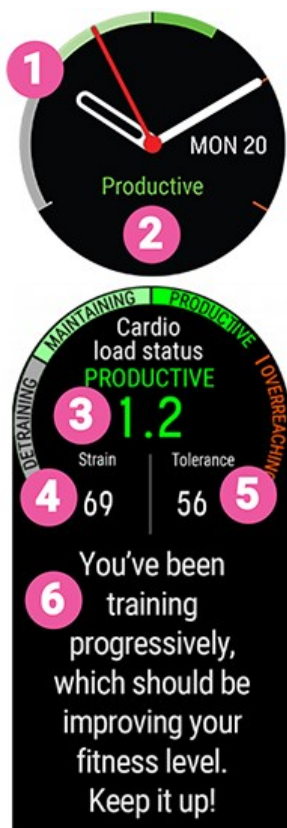 1
MON 20
Productive
2
DETRAINING
MAINTAINING
PRODUCTIVE
OVERREACHING
Cardio
load status
PRODUCTIVE
3
1.2
Strain
Tolerance
4
69
56
5
6
You've been
training
progressively,
which should be
improving your
fitness level.
Keep it up!